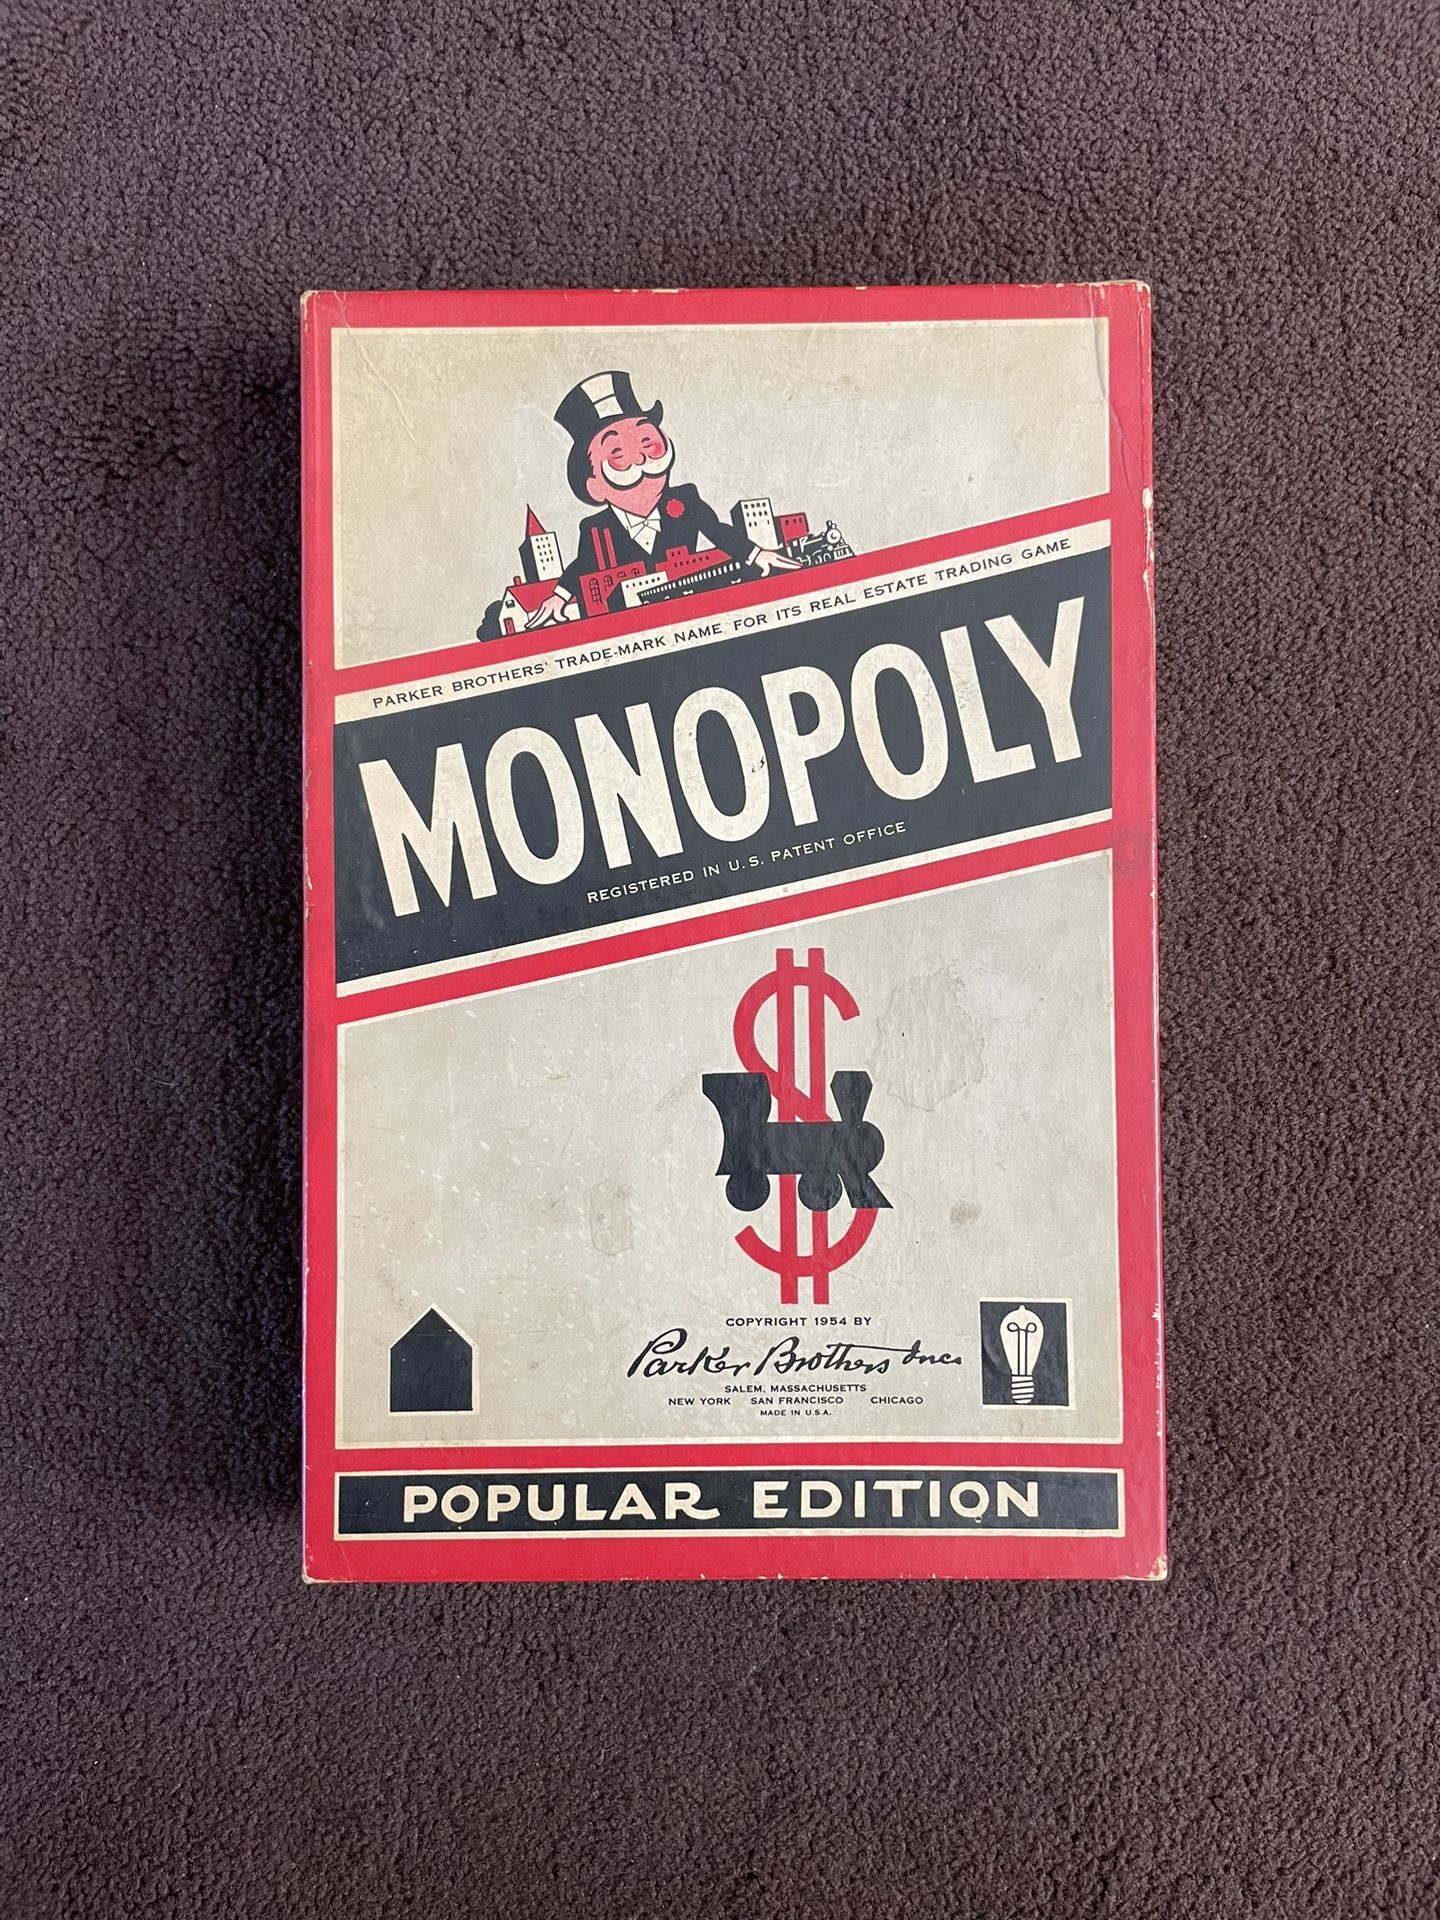 PARKER BROTHERS' TRADE-MARK NAME FOR ITS REAL ESTATE TRADING GAME
MONOPOLY
REGISTERED IN U.S. PATENT OFFICE
COPYRIGHT 1954 BY
Parker Brothers Inc.
SALEM, MASSACHUSETTS
NEW YORK SAN FRANCISCO CHICAGO
MADE IN U.S.A.
POPULAR EDITION